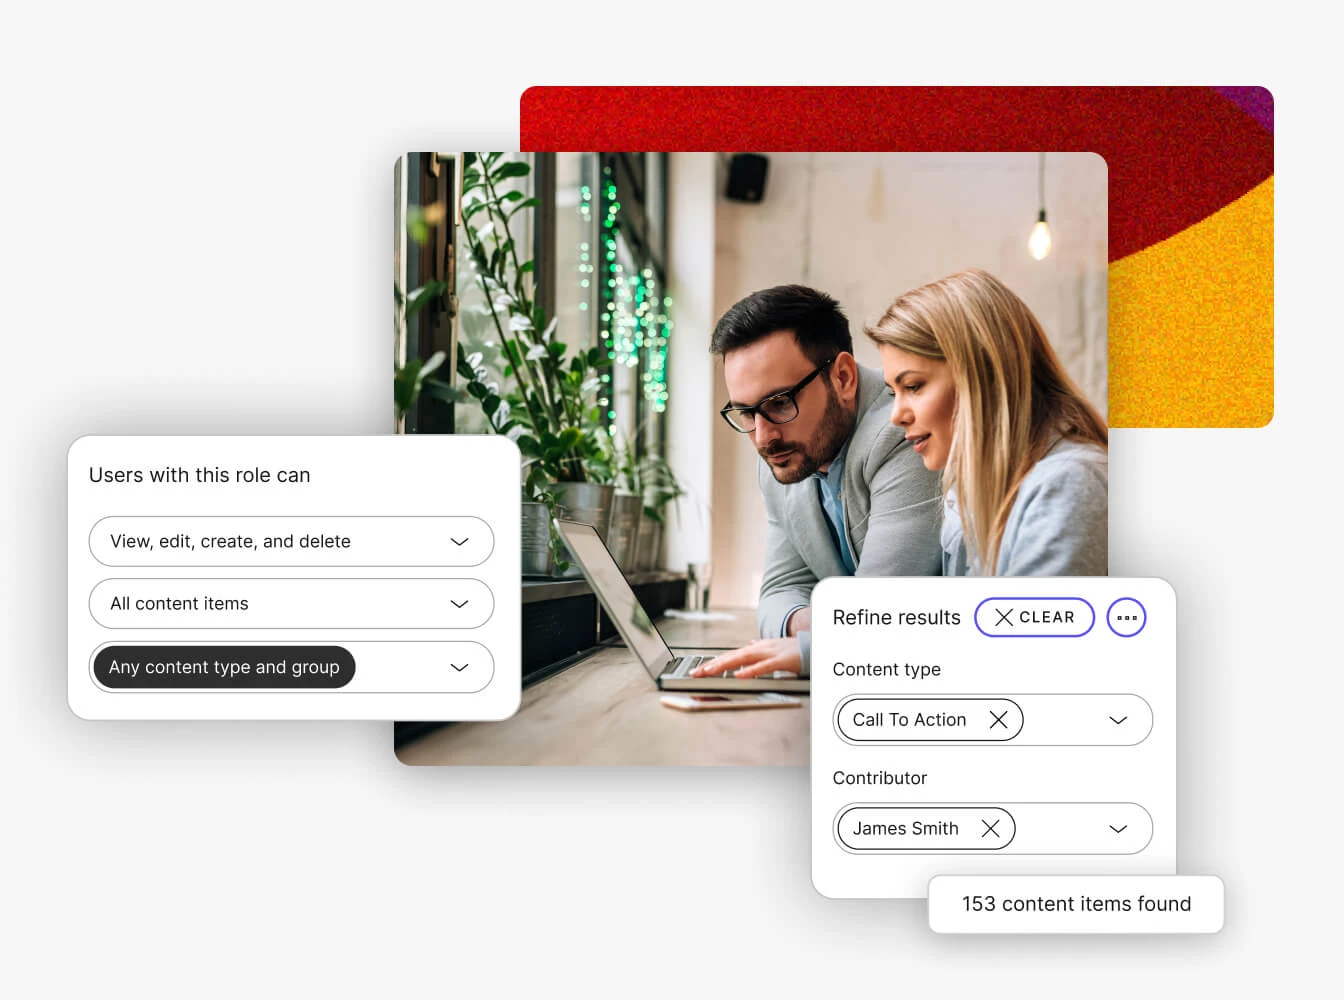 Users with this role can
View, edit, create, and delete
All content items
Any content type and group
Refine results
CLEAR
Content type
Call To Action
Contributor
James Smith
153 content items found